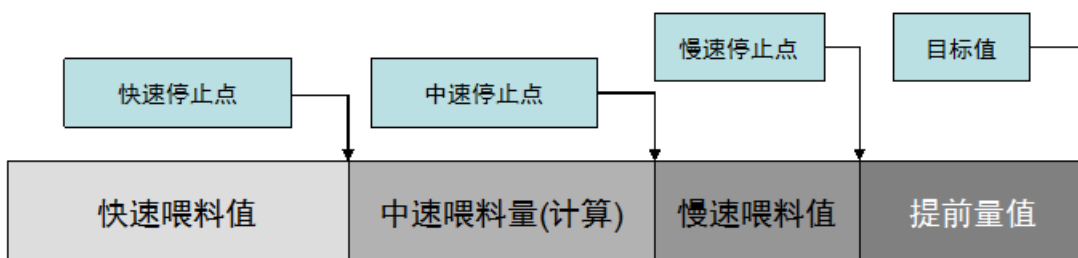 慢速停止点
目标值
快速停止点
中速停止点
快速喂料值
中速喂料量(计算)
慢速喂料值
提前量值